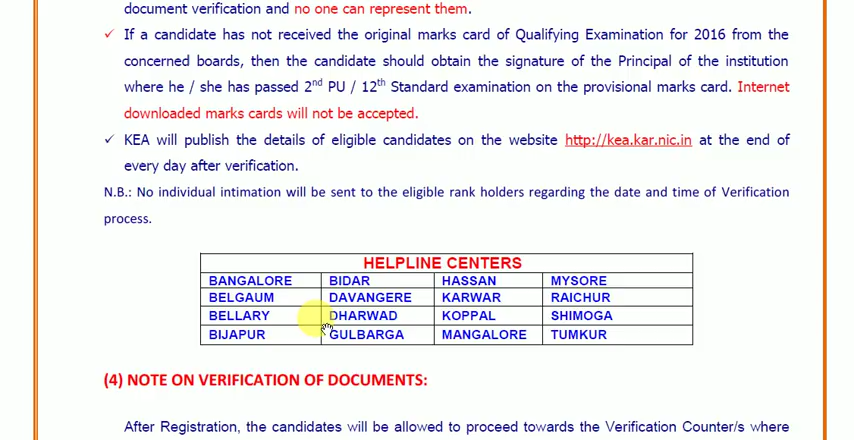 document verification and no one can represent them.
✓ If a candidate has not received the original marks card of Qualifying Examination for 2016 from the
concerned boards, then the candidate should obtain the signature of the Principal of the institution
where he / she has passed 2nd PU / 12th Standard examination on the provisional marks card. Internet
downloaded marks cards will not be accepted.
✓ KEA will publish the details of eligible candidates on the website http://kea.kar.nic.in at the end of
every day after verification.
N.B.: No individual intimation will be sent to the eligible rank holders regarding the date and time of Verification
process.
HELPLINE CENTERS
BANGALORE BIDAR HASSAN MYSORE
BELGAUM DAVANGERE KARWAR RAICHUR
BELLARY DHARWAD KOPPAL SHIMOGA
BIJAPUR GULBARGA MANGALORE TUMKUR
(4) NOTE ON VERIFICATION OF DOCUMENTS:
After Registration, the candidates will be allowed to proceed towards the Verification Counter/s where